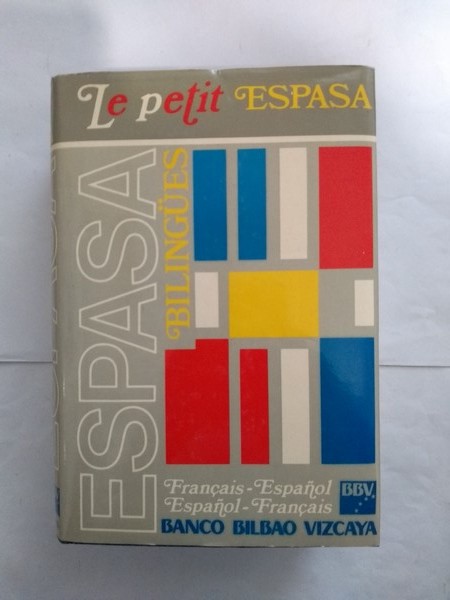 Le petit ESPASA
ESPASA
BILINGÜES
Français-Español
Español-Français
BBV
BANCO BILBAO VIZCAYA